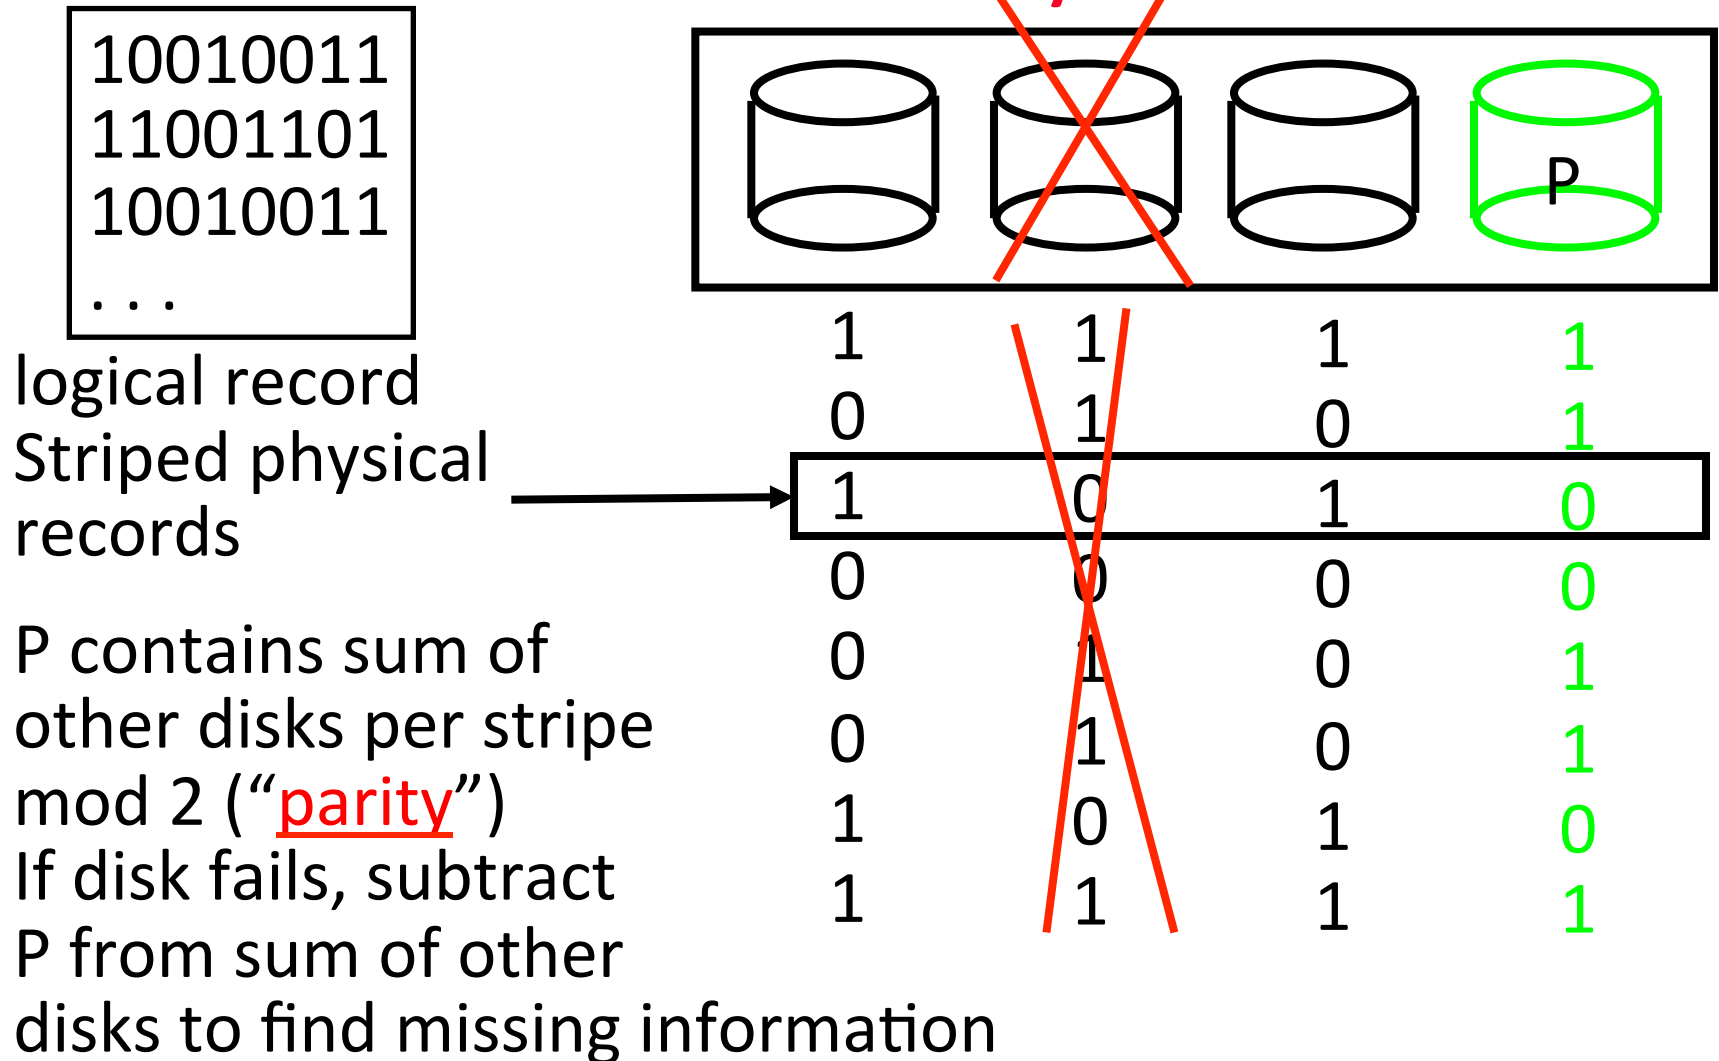 10010011
11001101
10010011
. . .
logical record
Striped physical
records
P contains sum of
other disks per stripe
mod 2 (“parity”)
If disk fails, subtract
P from sum of other
disks to find missing information
P
1 1 1 1
0 1 0 1
1 0 1 0
0 0 0 0
0 1 0 1
0 1 0 1
1 0 1 0
1 1 1 1